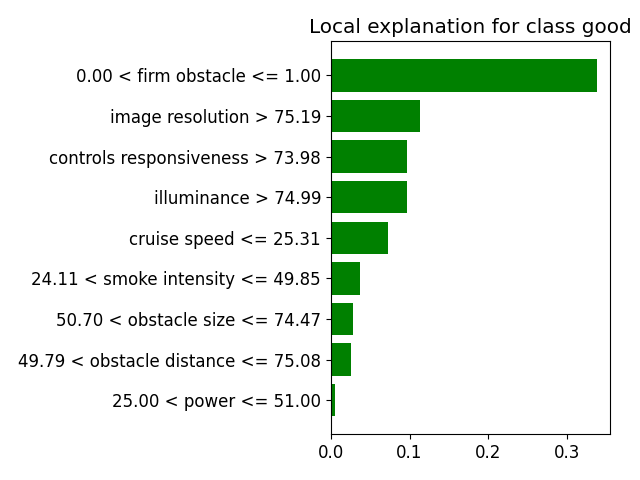 Local explanation for class good
0.00 < firm obstacle <= 1.00
image resolution > 75.19
controls responsiveness > 73.98
illuminance > 74.99
cruise speed <= 25.31
24.11 < smoke intensity <= 49.85
50.70 < obstacle size <= 74.47
49.79 < obstacle distance <= 75.08
25.00 < power <= 51.00
0.0 0.1 0.2 0.3